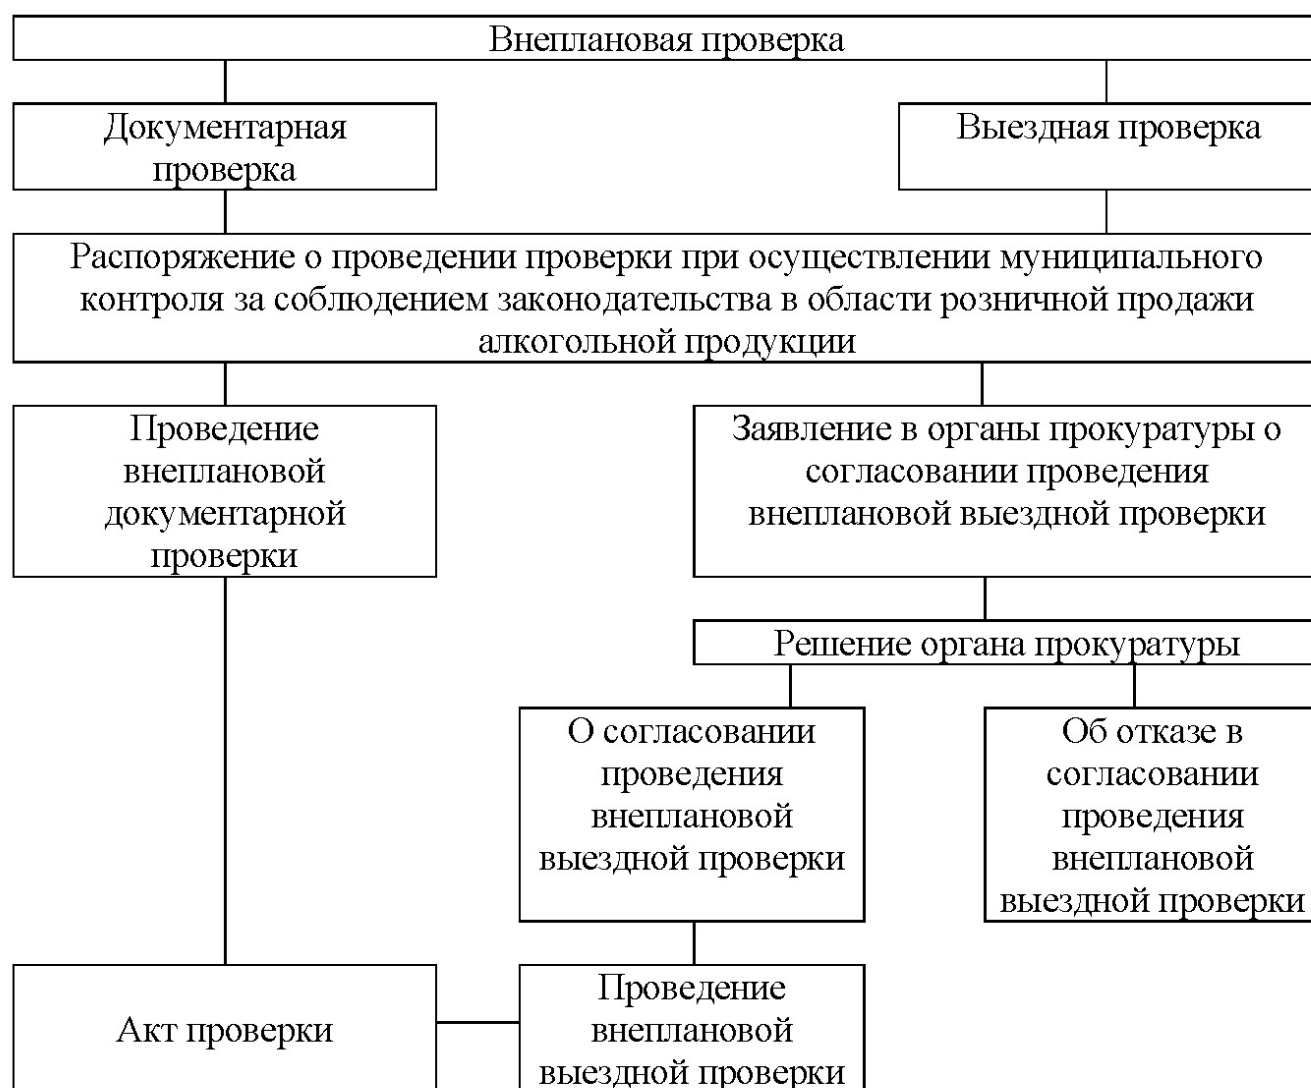 Внеплановая проверка
Документарная
проверка
Выездная проверка
Распоряжение о проведении проверки при осуществлении муниципального
контроля за соблюдением законодательства в области розничной продажи
алкогольной продукции
Проведение
внеплановой
документарной
проверки
Заявление в органы прокуратуры о
согласовании проведения
внеплановой выездной проверки
Решение органа прокуратуры
О согласовании
проведения
внеплановой
выездной проверки
Об отказе в
согласовании
проведения
внеплановой
выездной проверки
Акт проверки
Проведение
внеплановой
выездной проверки